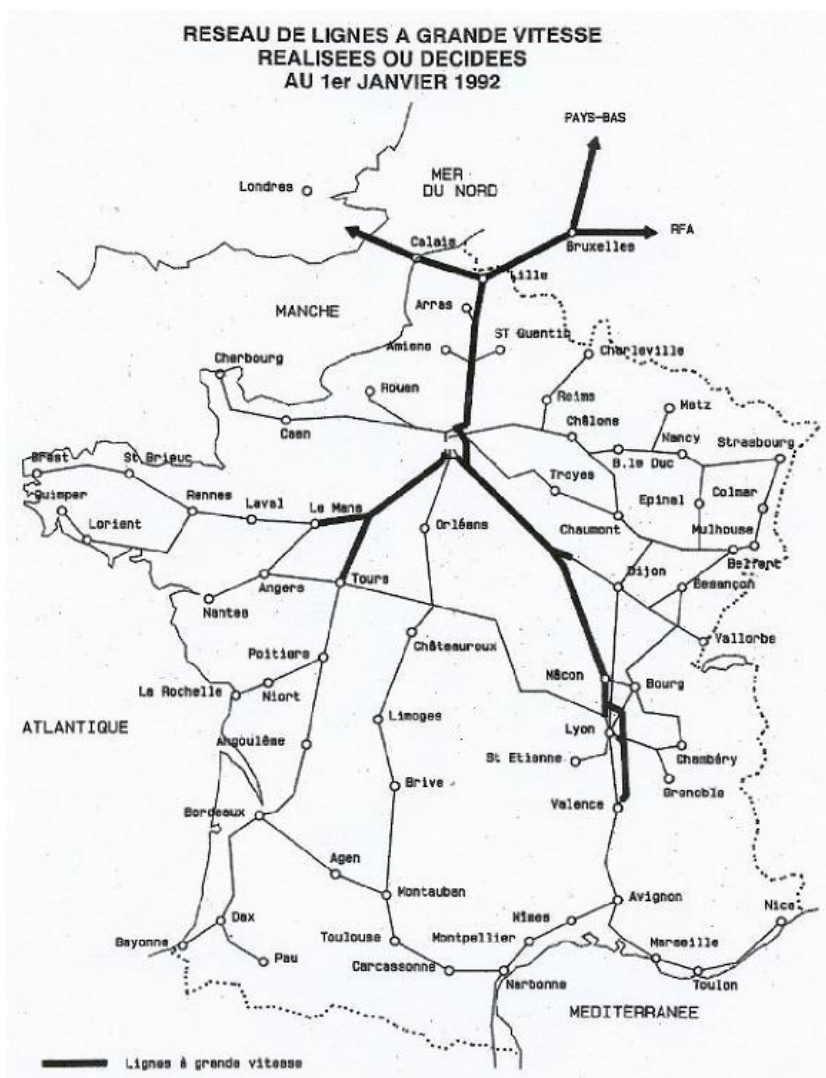 RESEAU DE LIGNES A GRANDE VITESSE
REALISEES OU DECIDEES
AU 1er JANVIER 1992
PAYS-BAS
MER
DU NORD
Londres
Calais
Bruxelles
RFA
Lille
Arras
MANCHE
ST Quentin
Amiens
Charleville
Cherbourg
Rouen
Reims
Metz
Caen
Châlons
Nancy
Strasbourg
Brest
St Brieuc
B.le Duc
Troyes
Quimper
Rennes
Laval
Le Mans
Epinal
Colmar
Lorient
Orléans
Chaumont
Mulhouse
Belfort
Dijon
Besançon
Angers
Tours
Nantes
Vallorbe
Châteauroux
Poitiers
Mâcon
Bourg
La Rochelle
Niort
ATLANTIQUE
Limoges
Lyon
Angoulême
St Etienne
Chambéry
Brive
Grenoble
Valence
Bordeaux
Agen
Montauban
Avignon
Nice
Dax
Nîmes
Bayonne
Toulouse
Montpellier
Marseille
Pau
Carcassonne
Narbonne
Toulon
MEDITERRANEE
Lignes à grande vitesse